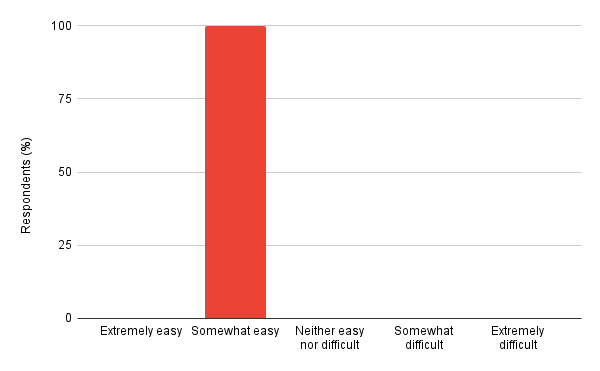 100
75
50
25
0
Respondents (%)
Extremely easy
Somewhat easy
Neither easy
nor difficult
Somewhat
difficult
Extremely
difficult